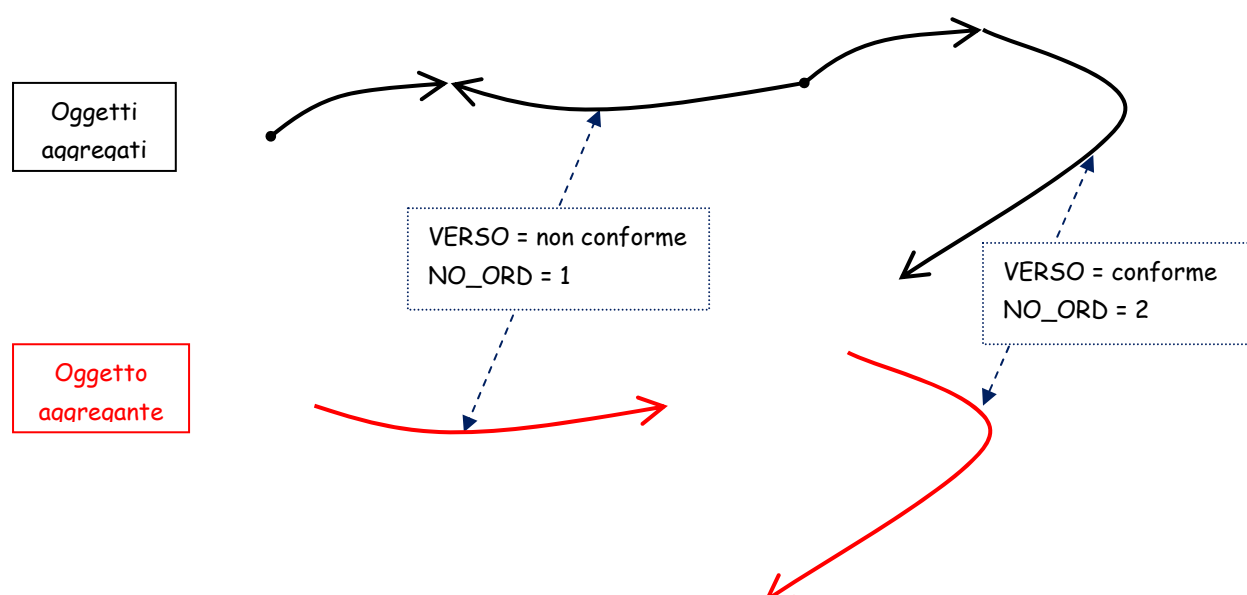 Oggetti
aggregati
VERSO = non conforme
NO_ORD = 1
VERSO = conforme
NO_ORD = 2
Oggetto
aggregante